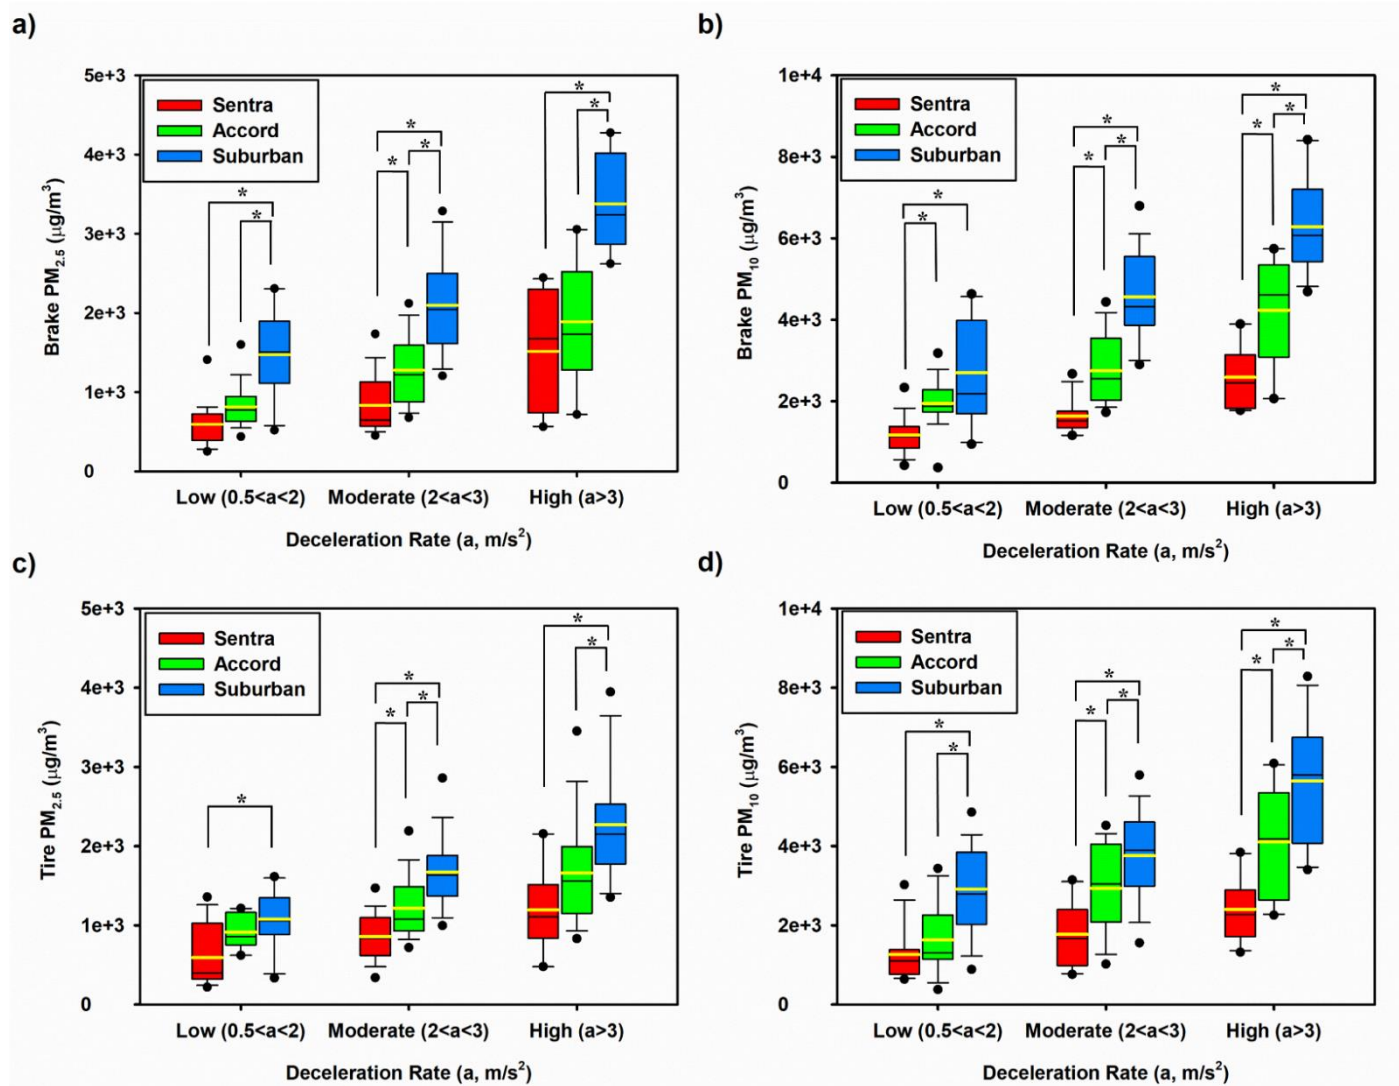 a)
5e+3
4e+3
3e+3
2e+3
1e+3
0
Brake PM2.5 (μg/m3)
Sentra
Accord
Suburban
*
*
*
*
*
*
*
Low (0.5<a<2) Moderate (2<a<3) High (a>3)
Deceleration Rate (a, m/s2)
b)
1e+4
8e+3
6e+3
4e+3
2e+3
0
Brake PM10 (μg/m3)
Sentra
Accord
Suburban
*
*
*
*
*
*
*
*
Low (0.5<a<2) Moderate (2<a<3) High (a>3)
Deceleration Rate (a, m/s2)
c)
5e+3
4e+3
3e+3
2e+3
1e+3
0
Tire PM2.5 (μg/m3)
Sentra
Accord
Suburban
*
*
*
*
*
*
Low (0.5<a<2) Moderate (2<a<3) High (a>3)
Deceleration Rate (a, m/s2)
d)
1e+4
8e+3
6e+3
4e+3
2e+3
0
Tire PM10 (μg/m3)
Sentra
Accord
Suburban
*
*
*
*
*
*
*
*
Low (0.5<a<2) Moderate (2<a<3) High (a>3)
Deceleration Rate (a, m/s2)